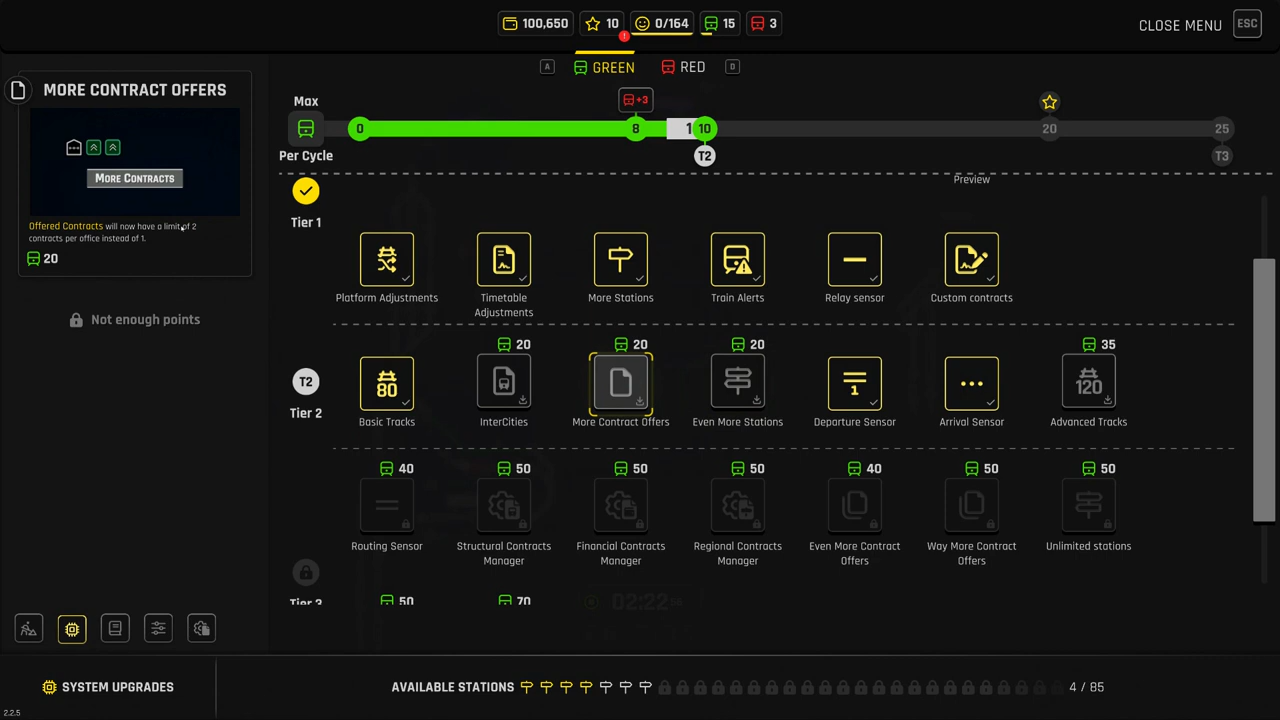 100,650
10
0/164
15
3
CLOSE MENU
ESC
A
GREEN
RED
D
MORE CONTRACT OFFERS
MORE CONTRACTS
Offered Contracts will now have a limit of 2
contracts per office instead of 1.
20
Not enough points
Max
Per Cycle
+3
0
8
1
10
20
25
T2
T3
Preview
Tier 1
Platform Adjustments
Timetable
Adjustments
More Stations
Train Alerts
Relay sensor
Custom contracts
20
20
20
35
T2
Tier 2
80
1
120
Basic Tracks
InterCities
More Contract Offers
Even More Stations
Departure Sensor
Arrival Sensor
Advanced Tracks
40
50
50
50
40
50
50
Routing Sensor
Structural Contracts
Manager
Financial Contracts
Manager
Regional Contracts
Manager
Even More Contract
Offers
Way More Contract
Offers
Unlimited stations
Tier 3
50
70
02:22
SYSTEM UPGRADES
AVAILABLE STATIONS
4 / 85
2.2.5